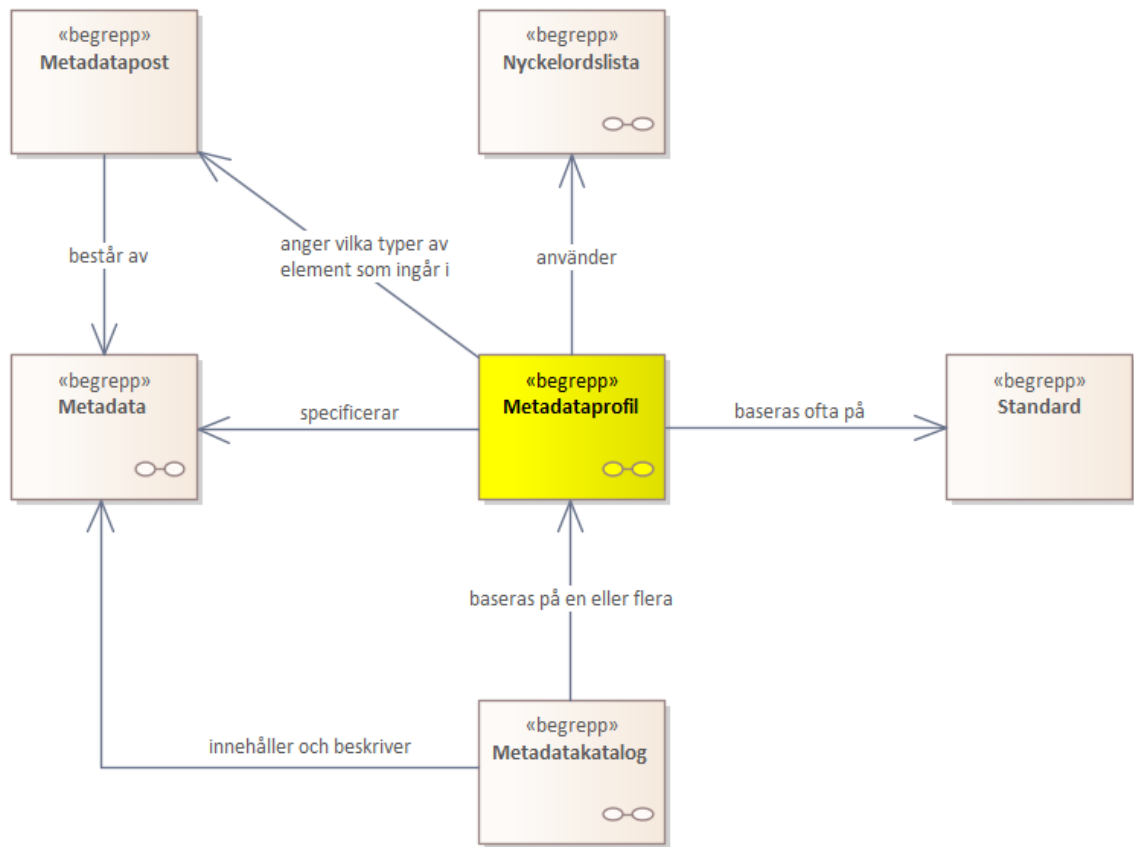 «begrepp»
Metadatapost
«begrepp»
Nyckelordslista
består av
anger vilka typer av
element som ingår i
använder
«begrepp»
Metadata
specificerar
«begrepp»
Metadataprofil
baseras ofta på
«begrepp»
Standard
baseras på en eller flera
innehåller och beskriver
«begrepp»
Metadatakatalog